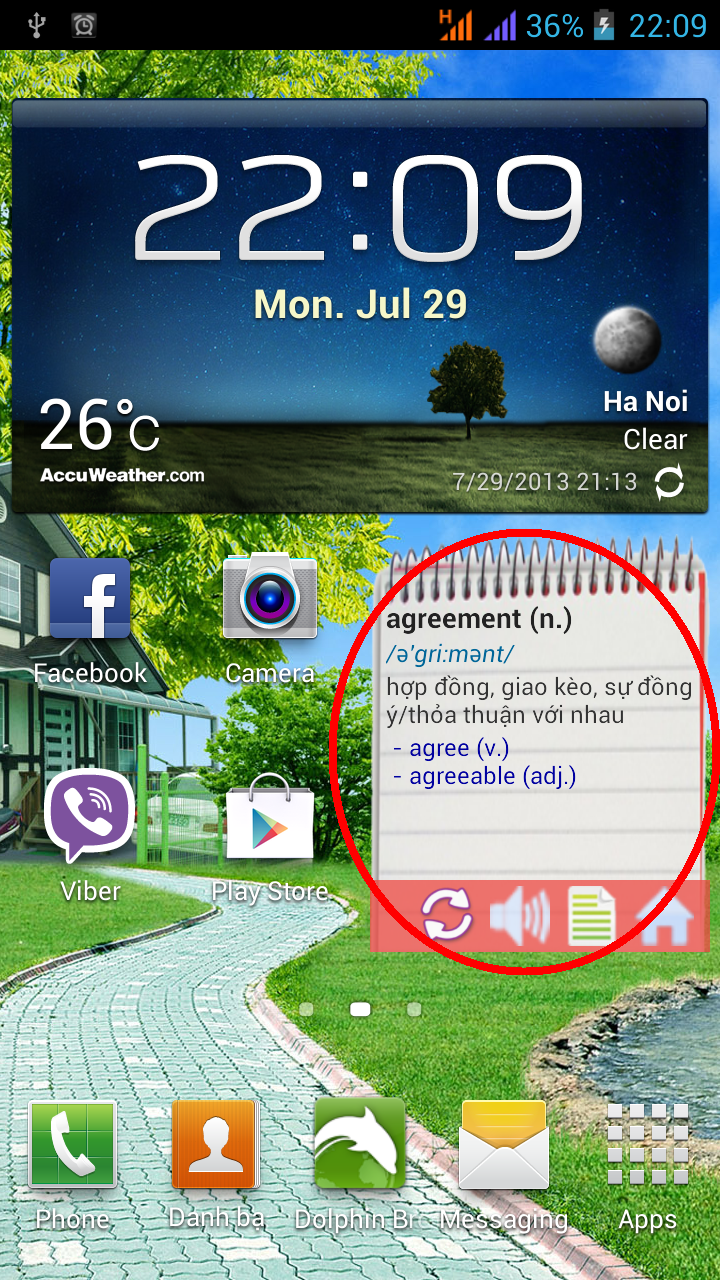 H 36% 22:09
22:09
Mon. Jul 29
26°C
AccuWeather.com
Ha Noi
Clear
7/29/2013 21:13
Facebook
Camera
agreement (n.)
/ə'gri:mənt/
hợp đồng, giao kèo, sự đồng
ý/thỏa thuận với nhau
- agree (v.)
- agreeable (adj.)
Viber
Play Store
Phone
Danh bạ
Dolphin Br
Messaging
Apps